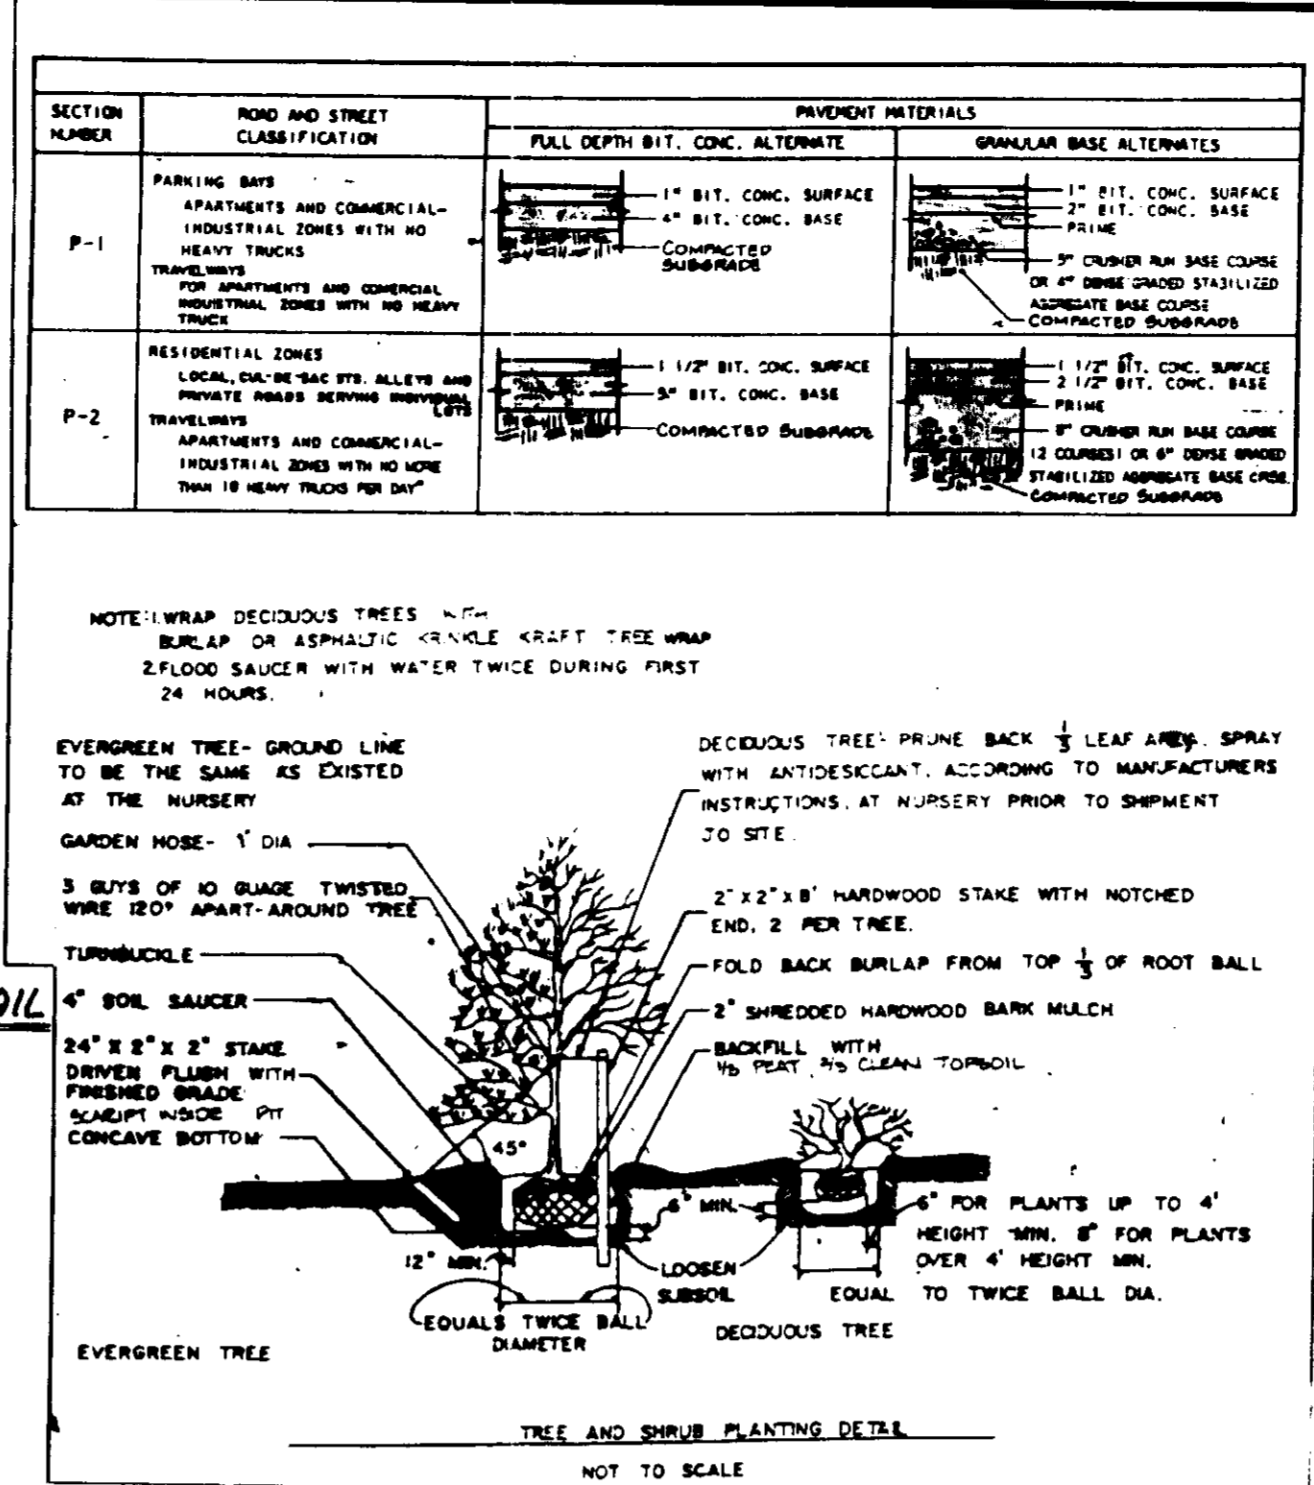 SECTION NUMBER
ROAD AND STREET CLASSIFICATION
PAVEMENT MATERIALS
FULL DEPTH BIT. CONC. ALTERNATE
GRANULAR BASE ALTERNATES
P-1
PARKING BAYS
APARTMENTS AND COMMERCIAL-
INDUSTRIAL ZONES WITH NO
HEAVY TRUCKS
TRAVELWAYS
FOR APARTMENTS AND COMERCIAL
INDUSTRIAL ZONES WITH NO HEAVY
TRUCK
1" BIT. CONC. SURFACE
4" BIT. CONC. BASE
COMPACTED
SUBGRADE
1" BIT. CONC. SURFACE
2" BIT. CONC. BASE
PRIME
5" CRUSHER RUN BASE COURSE
OR 4" DENSE GRADED STABILIZED
AGGREGATE BASE COURSE
COMPACTED SUBGRADE
P-2
RESIDENTIAL ZONES
LOCAL, CUL-DE-SAC STS. ALLEYS AND
PRIVATE ROADS SERVING INDIVIDUAL
LOTS
TRAVELWAYS
APARTMENTS AND COMMERCIAL-
INDUSTRIAL ZONES WITH NO MORE
THAN 10 HEAVY TRUCKS PER DAY"
1 1/2" BIT. CONC. SURFACE
5" BIT. CONC. BASE
COMPACTED SUBGRADE
1 1/2" BIT. CONC. SURFACE
2 1/2" BIT. CONC. BASE
PRIME
8" CRUSHER RUN BASE COURSE
12 COURSES) OR 6" DENSE GRADED
STABILIZED AGGREGATE BASE CRSE.
COMPACTED SUBGRADE
NOTE: 1. WRAP DECIDUOUS TREES WITH
BURLAP OR ASPHALTIC KRINKLE KRAFT TREE WRAP
2. FLOOD SAUCER WITH WATER TWICE DURING FIRST
24 HOURS.
EVERGREEN TREE- GROUND LINE
TO BE THE SAME AS EXISTED
AT THE NURSERY
GARDEN HOSE- 1" DIA
3 GUYS OF 10 GUAGE TWISTED
WIRE 120° APART-AROUND TREE
TURNBUCKLE
4" SOIL SAUCER
24" X 2" X 2" STAKE
DRIVEN FLUSH WITH
FINISHED GRADE
INSIDE PIT
CONCAVE BOTTOM
DECIDUOUS TREE- PRUNE BACK 1/3 LEAF AREA. SPRAY
WITH ANTIDESICCANT, ACCORDING TO MANUFACTURERS
INSTRUCTIONS, AT NURSERY PRIOR TO SHIPMENT
TO SITE.
2" X 2" X 8' HARDWOOD STAKE WITH NOTCHED
END, 2 PER TREE.
FOLD BACK BURLAP FROM TOP 1/3 OF ROOT BALL
2" SHREDDED HARDWOOD BARK MULCH
BACKFILL WITH
1/3 PEAT, 2/3 CLEAN TOPSOIL
45°
6" MIN.
12" MIN.
LOOSEN
SUBSOIL
EQUALS TWICE BALL
DIAMETER
6" FOR PLANTS UP TO 4'
HEIGHT MIN. 8" FOR PLANTS
OVER 4' HEIGHT MIN.
EQUAL TO TWICE BALL DIA.
DECIDUOUS TREE
EVERGREEN TREE
TREE AND SHRUB PLANTING DETAIL
NOT TO SCALE